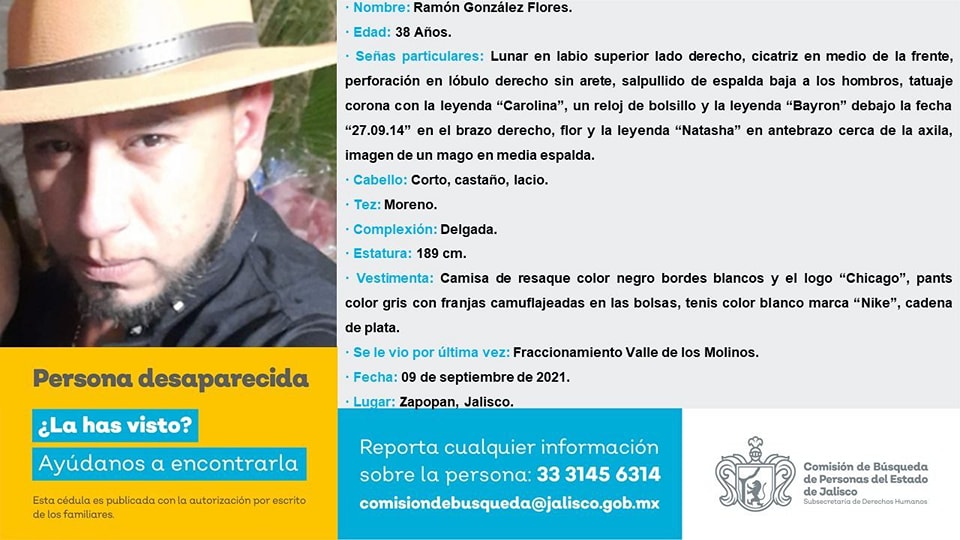 · Nombre: Ramón González Flores.
· Edad: 38 Años.
· Señas particulares: Lunar en labio superior lado derecho, cicatriz en medio de la frente,
perforación en lóbulo derecho sin arete, salpullido de espalda baja a los hombros, tatuaje
corona con la leyenda “Carolina”, un reloj de bolsillo y la leyenda “Bayron” debajo la fecha
“27.09.14” en el brazo derecho, flor y la leyenda “Natasha” en antebrazo cerca de la axila,
imagen de un mago en media espalda.
· Cabello: Corto, castaño, lacio.
· Tez: Moreno.
· Complexión: Delgada.
· Estatura: 189 cm.
· Vestimenta: Camisa de resaque color negro bordes blancos y el logo “Chicago”, pants
color gris con franjas camuflajeadas en las bolsas, tenis color blanco marca “Nike”, cadena
de plata.
· Se le vio por última vez: Fraccionamiento Valle de los Molinos.
· Fecha: 09 de septiembre de 2021.
· Lugar: Zapopan, Jalisco.
Persona desaparecida
¿La has visto?
Ayúdanos a encontrarla
Esta cédula es publicada con la autorización por escrito
de los familiares.
Reporta cualquier información
sobre la persona: 33 3145 6314
comisiondebusqueda@jalisco.gob.mx
Comisión de Búsqueda
de Personas del Estado
de Jalisco
Subsecretaría de Derechos Humanos